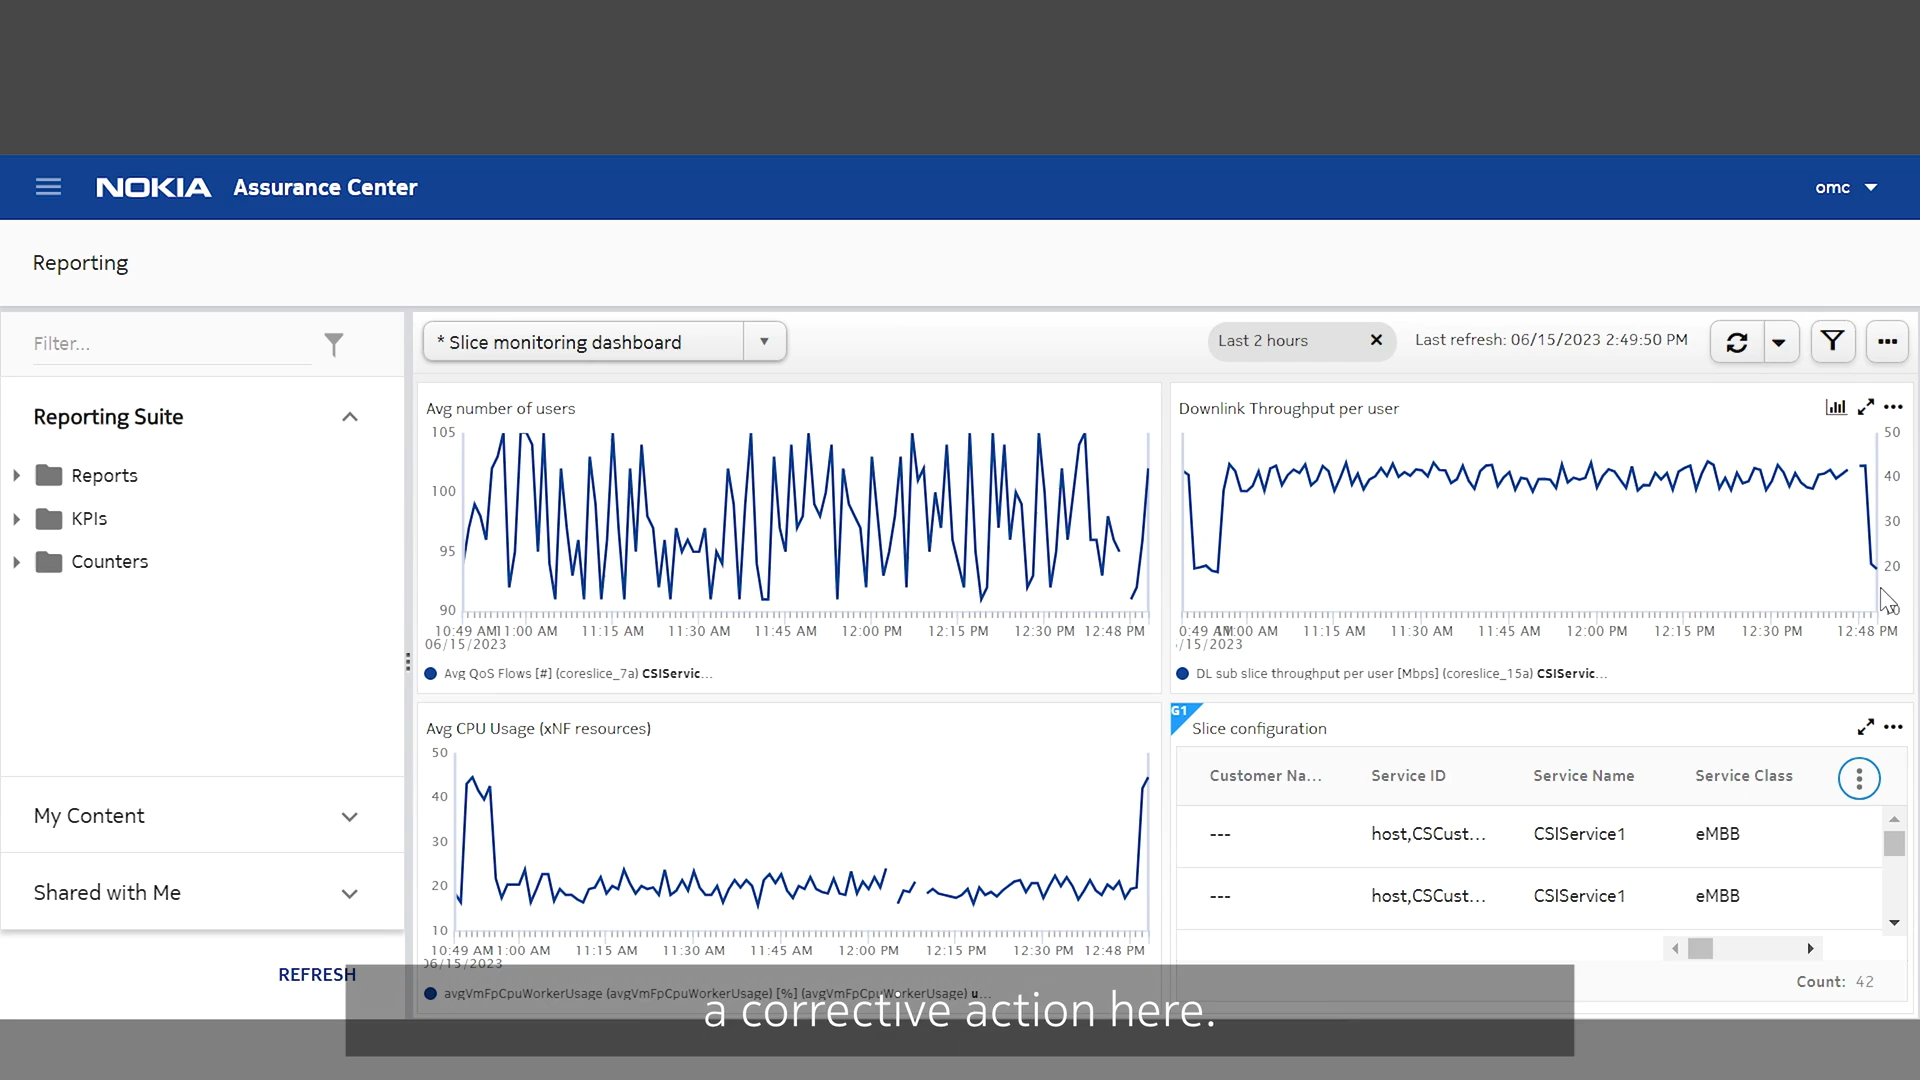 NOKIA Assurance Center
omc
Reporting
Filter...
Reporting Suite
Reports
KPIs
Counters
My Content
Shared with Me
REFRESH
* Slice monitoring dashboard
Last 2 hours
Last refresh: 06/15/2023 2:49:50 PM
Avg number of users
105
100
95
90
10:49 AM 11:00 AM 11:15 AM 11:30 AM 11:45 AM 12:00 PM 12:15 PM 12:30 PM 12:48 PM
06/15/2023
Avg QoS Flows [#] (coreslice_7a) CSIServic...
Downlink Throughput per user
50
40
30
20
0:49 AM 11:00 AM 11:15 AM 11:30 AM 11:45 AM 12:00 PM 12:15 PM 12:30 PM 12:48 PM
/15/2023
DL sub slice throughput per user [Mbps] (coreslice_15a) CSIServic...
Avg CPU Usage (xNF resources)
50
40
30
20
10
10:49 AM 11:00 AM 11:15 AM 11:30 AM 11:45 AM 12:00 PM 12:15 PM 12:30 PM 12:48 PM
06/15/2023
avgVmFpCpuWorkerUsage (avgVmFpCpuWorkerUsage) [%] (avgVmFpCpuWorkerUsage) u...
G1
Slice configuration
Customer Na... Service ID Service Name Service Class
--- host,CSCust... CSIService1 eMBB
--- host,CSCust... CSIService1 eMBB
Count: 42
a corrective action here.